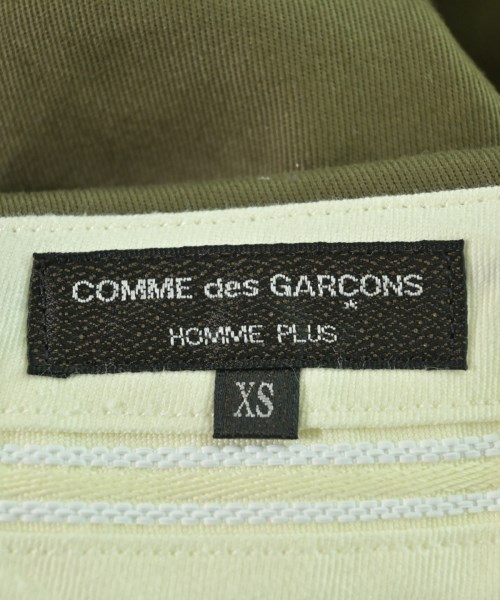 COMME des GARCONS
*
HOMME PLUS
XS